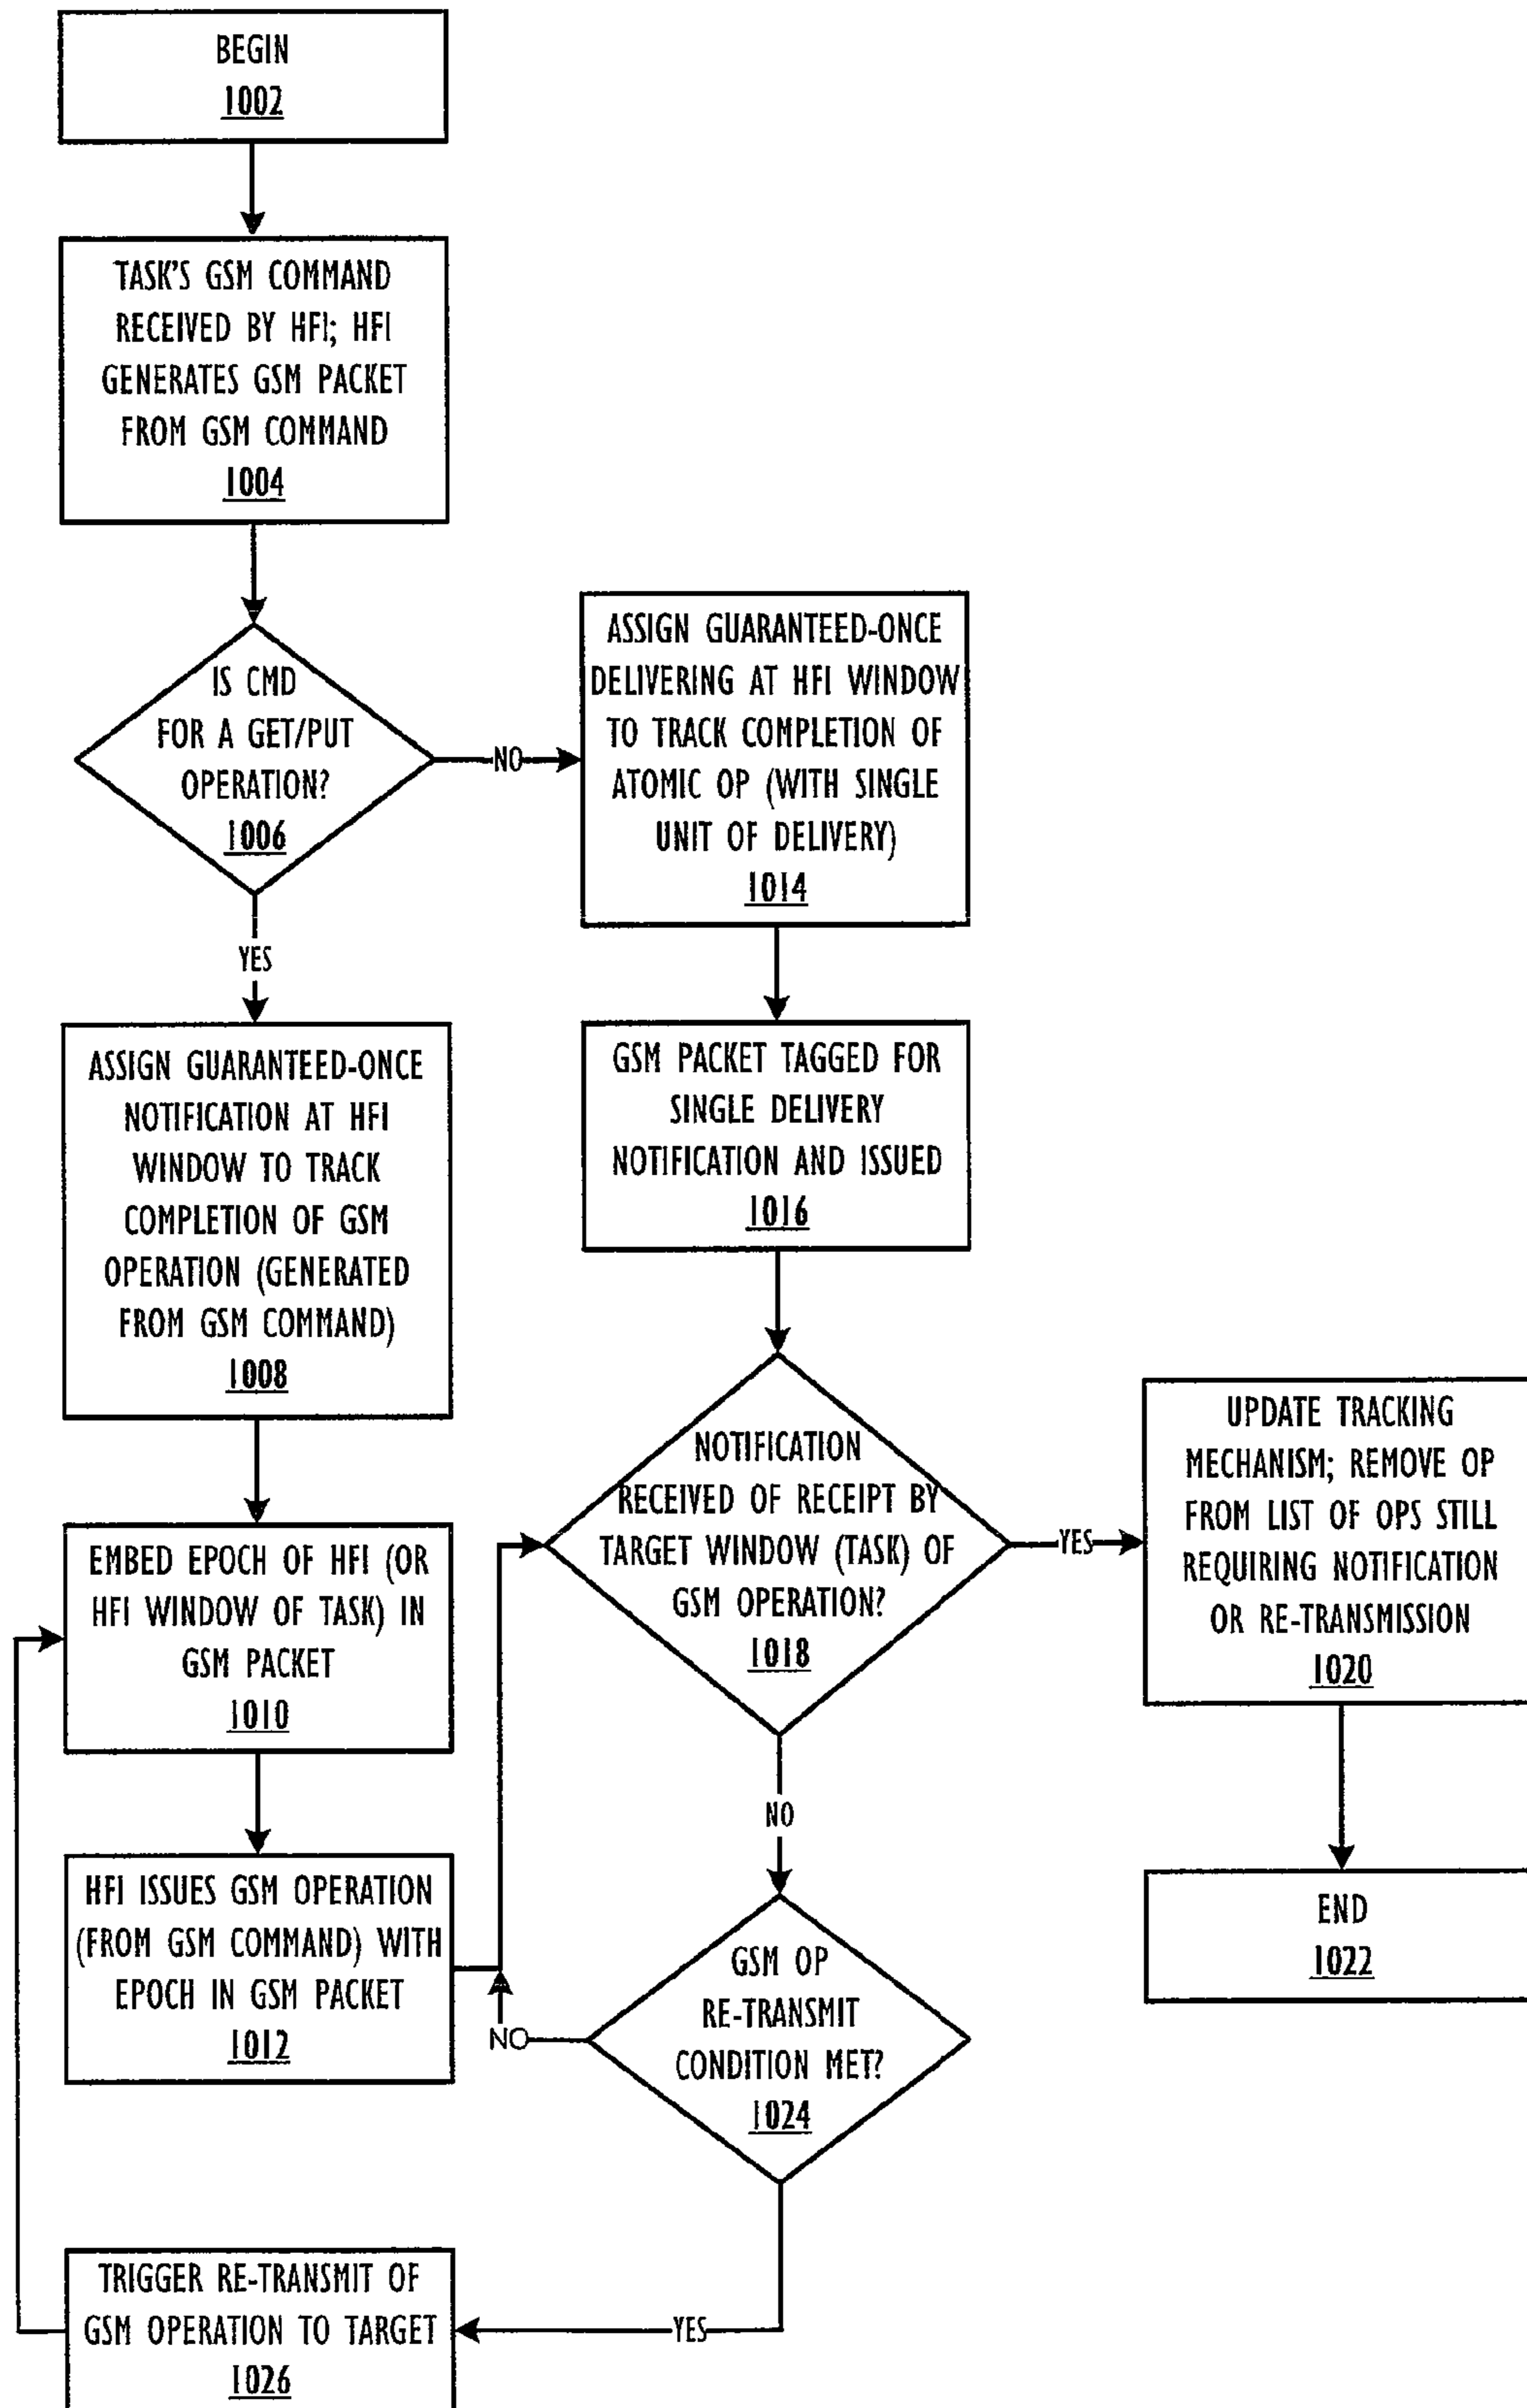 BEGIN
1002
TASK'S GSM COMMAND
RECEIVED BY HFI; HFI
GENERATES GSM PACKET
FROM GSM COMMAND
1004
IS CMD
FOR A GET/PUT
OPERATION?
1006
NO
YES
ASSIGN GUARANTEED-ONCE
DELIVERING AT HFI WINDOW
TO TRACK COMPLETION OF
ATOMIC OP (WITH SINGLE
UNIT OF DELIVERY)
1014
ASSIGN GUARANTEED-ONCE
NOTIFICATION AT HFI
WINDOW TO TRACK
COMPLETION OF GSM
OPERATION (GENERATED
FROM GSM COMMAND)
1008
GSM PACKET TAGGED FOR
SINGLE DELIVERY
NOTIFICATION AND ISSUED
1016
EMBED EPOCH OF HFI (OR
HFI WINDOW OF TASK) IN
GSM PACKET
1010
NOTIFICATION
RECEIVED OF RECEIPT BY
TARGET WINDOW (TASK) OF
GSM OPERATION?
1018
YES
NO
UPDATE TRACKING
MECHANISM; REMOVE OP
FROM LIST OF OPS STILL
REQUIRING NOTIFICATION
OR RE-TRANSMISSION
1020
END
1022
HFI ISSUES GSM OPERATION
(FROM GSM COMMAND) WITH
EPOCH IN GSM PACKET
1012
NO
GSM OP
RE-TRANSMIT
CONDITION MET?
1024
YES
TRIGGER RE-TRANSMIT OF
GSM OPERATION TO TARGET
1026